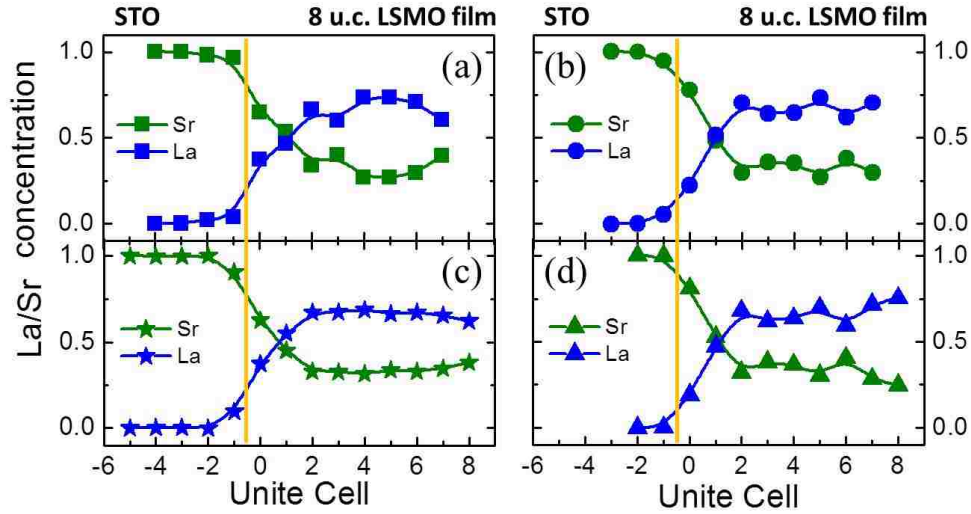 STO 8 u.c. LSMO film STO 8 u.c. LSMO film
(a) (b)
1.0 1.0
Sr Sr
La La
0.5 0.5
0.0 0.0
(c) (d)
1.0 1.0
Sr Sr
La La
0.5 0.5
0.0 0.0
La/Sr concentration
-6 -4 -2 0 2 4 6 8 -6 -4 -2 0 2 4 6 8
Unite Cell Unite Cell